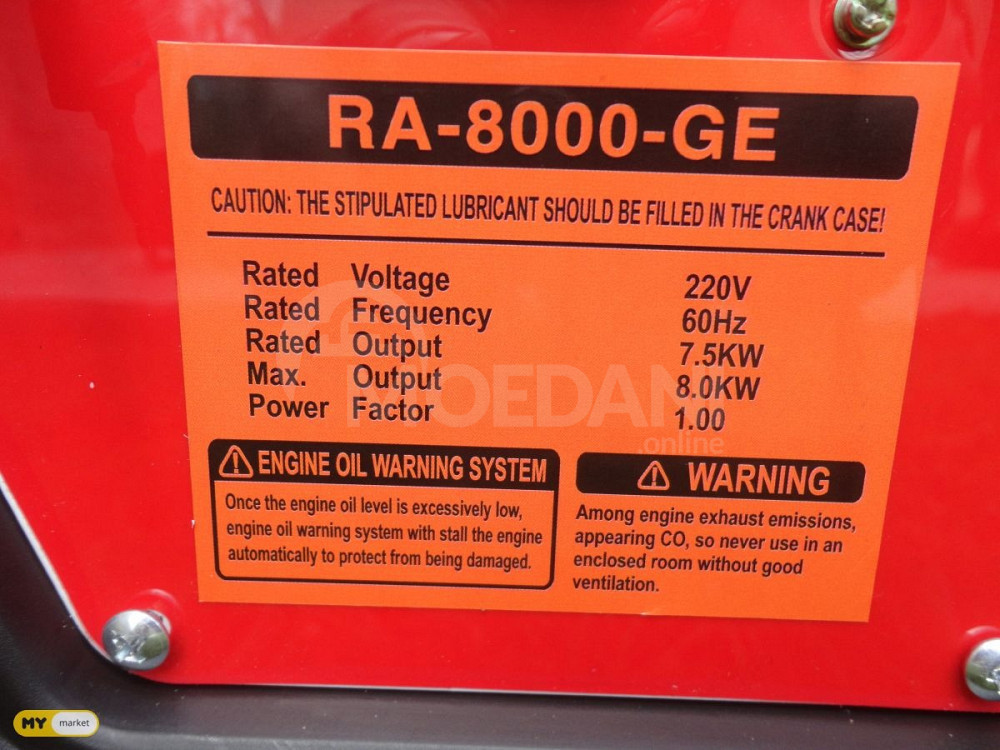 RA-8000-GE
CAUTION: THE STIPULATED LUBRICANT SHOULD BE FILLED IN THE CRANK CASE!
Rated Voltage 220V
Rated Frequency 60Hz
Rated Output 7.5KW
Max. Output 8.0KW
Power Factor 1.00
ENGINE OIL WARNING SYSTEM
Once the engine oil level is excessively low,
engine oil warning system with stall the engine
automatically to protect from being damaged.
WARNING
Among engine exhaust emissions,
appearing CO, so never use in an
enclosed room without good
ventilation.
MOEDANI
.online
MY market